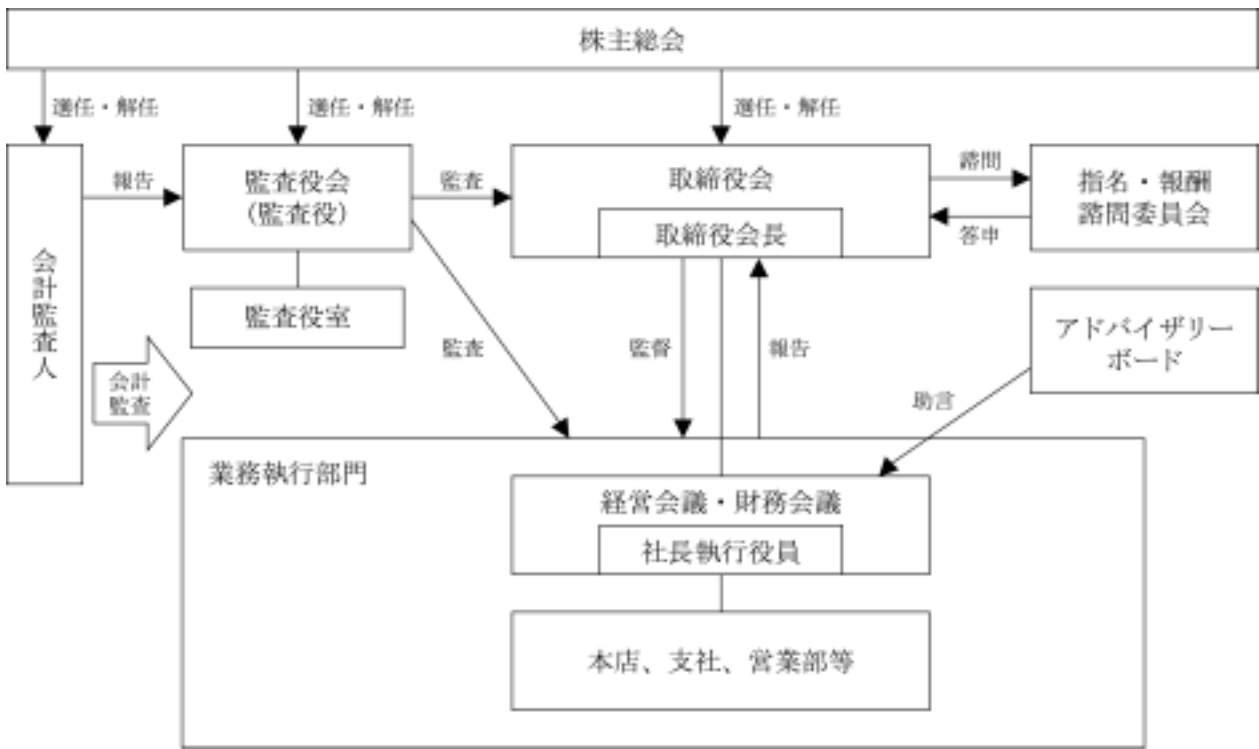 株主総会
選任・解任
選任・解任
選任・解任
会計監査人
報告
監査役会
（監査役）
監査
取締役会
取締役会長
諮問
答申
指名・報酬
諮問委員会
監査役室
会計
監査
監査
監督
報告
アドバイザリー
ボード
助言
業務執行部門
経営会議・財務会議
社長執行役員
本店、支社、営業部等